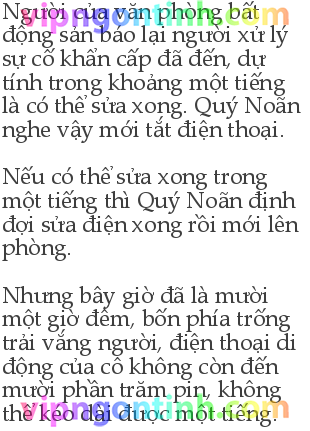 Người của văn phòng bất
động sản báo lại người xử lý
sự cố khẩn cấp đã đến, dự
tính trong khoảng một tiếng
là có thể sửa xong. Quý Noãn
nghe vậy mới tắt điện thoại.
Nếu có thể sửa xong trong
một tiếng thì Quý Noãn định
đợi sửa điện xong rồi mới lên
phòng.
Nhưng bây giờ đã là mười
một giờ đêm, bốn phía trống
trải vắng người, điện thoại di
động của cô không còn đến
mười phần trăm pin, không
thể kéo dài được một tiếng.
vipngontinh.com
vipngontinh.com